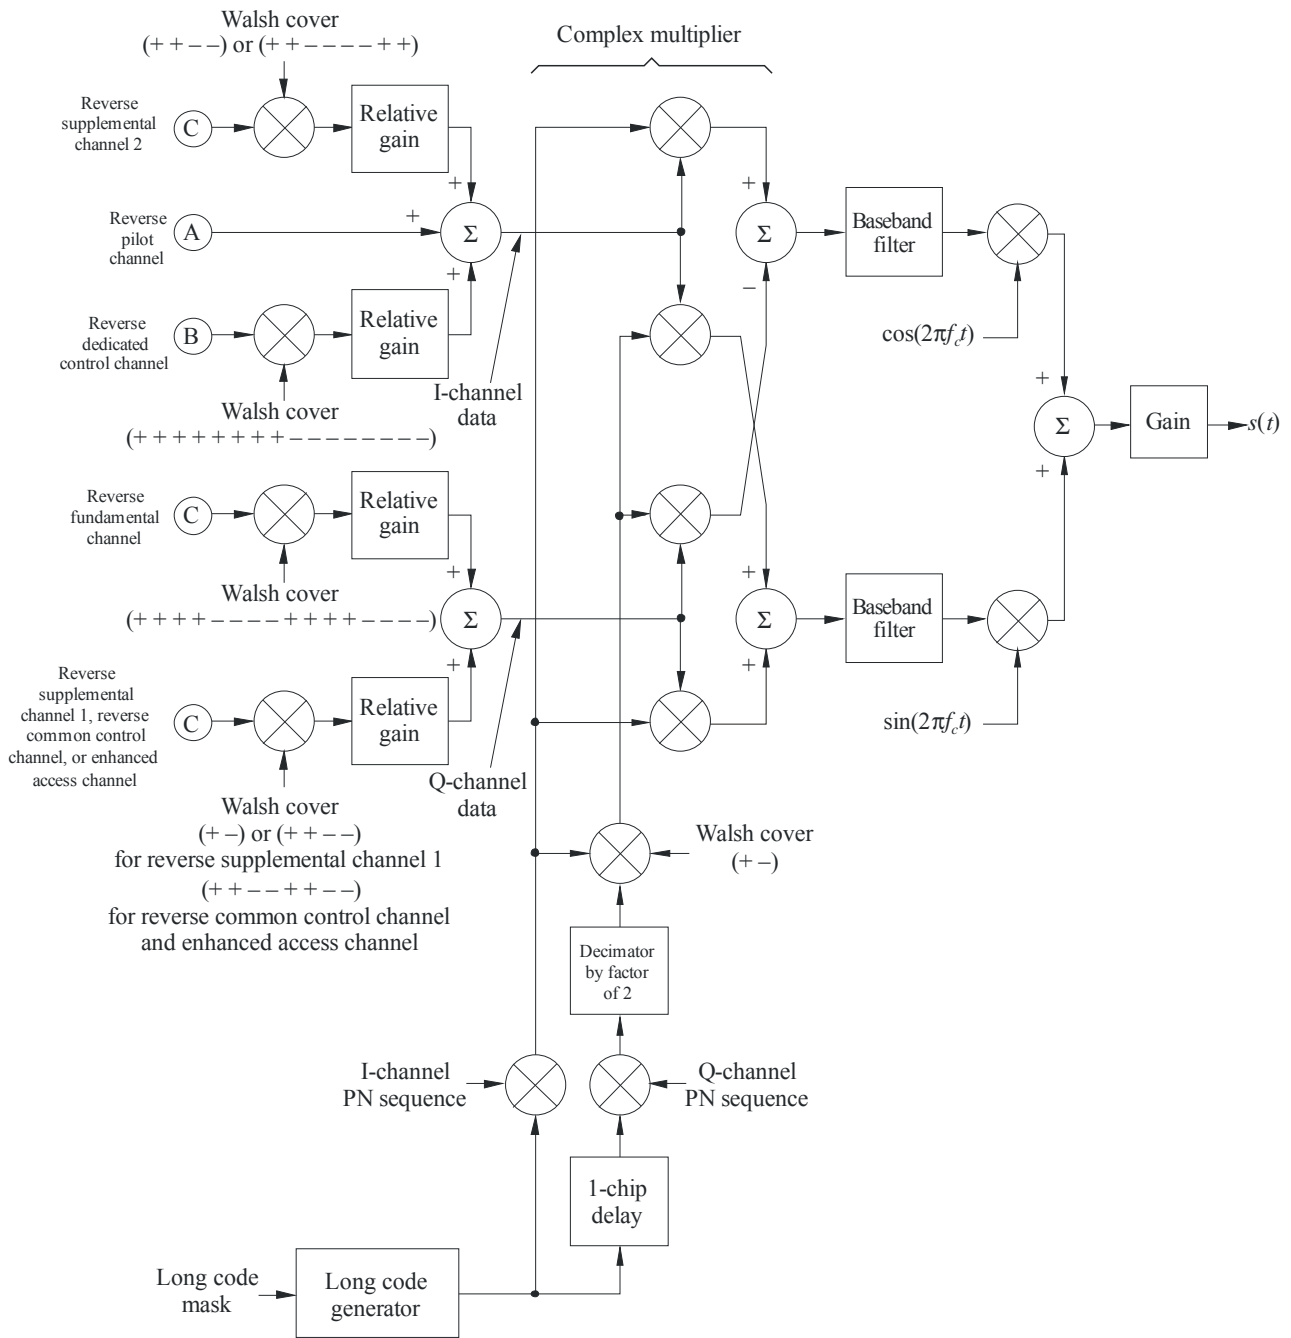 Walsh cover
(+ + – –) or (+ + – – – – + +)
Complex multiplier
Reverse
supplemental
channel 2
C
Relative
gain
+
Reverse
pilot
channel
A
+
Σ
+
Reverse
dedicated
control channel
B
Relative
gain
Walsh cover
(+ + + + + + + + – – – – – – – –)
I-channel
data
+
Σ
–
Baseband
filter
cos(2πf_ct)
+
Σ
+
Gain
s(t)
Reverse
fundamental
channel
C
Relative
gain
Walsh cover
(+ + + + – – – – + + + + – – – –)
+
Σ
+
+
Σ
+
Baseband
filter
sin(2πf_ct)
Reverse
supplemental
channel 1, reverse
common control
channel, or enhanced
access channel
C
Relative
gain
Q-channel
data
Walsh cover
(+ –) or (+ + – –)
for reverse supplemental channel 1
(+ + – – + + – –)
for reverse common control channel
and enhanced access channel
Walsh cover
(+ –)
Decimator
by factor
of 2
I-channel
PN sequence
Q-channel
PN sequence
1-chip
delay
Long code
mask
Long code
generator